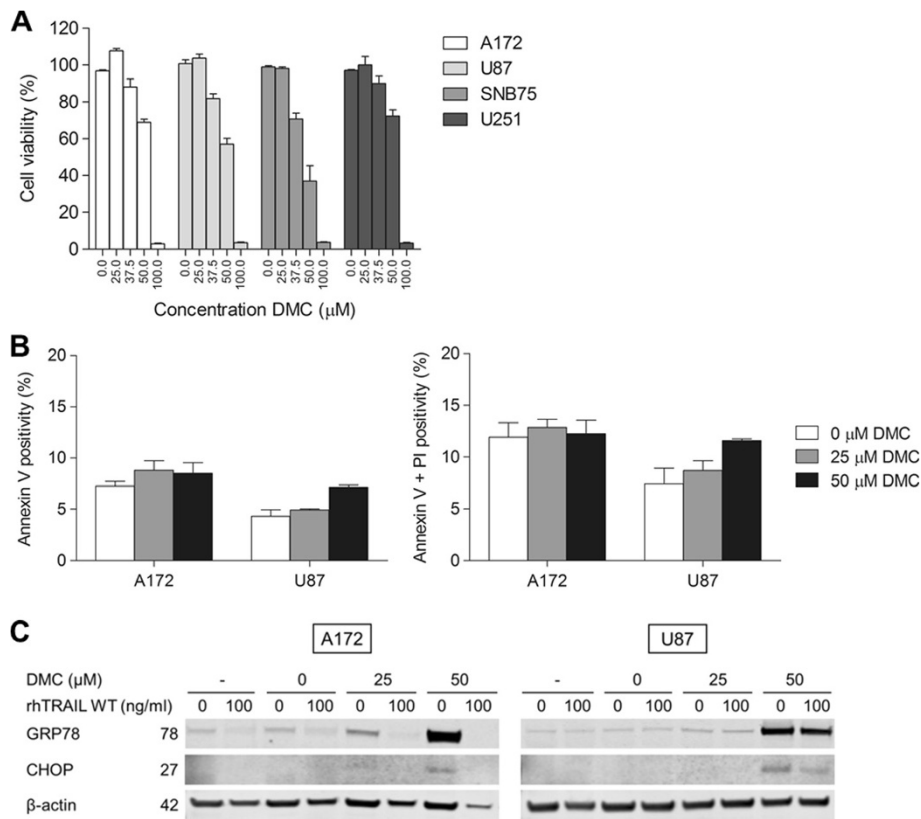 A
120
100
80
60
40
20
0
Cell viability (%)
0.0 25.0 37.5 50.0 100.0 0.0 25.0 37.5 50.0 100.0 0.0 25.0 37.5 50.0 100.0 0.0 25.0 37.5 50.0 100.0
Concentration DMC (μM)
A172
U87
SNB75
U251
B
20
15
10
5
0
Annexin V positivity (%)
A172 U87
20
15
10
5
0
Annexin V + PI positivity (%)
A172 U87
0 μM DMC
25 μM DMC
50 μM DMC
C
A172 U87
DMC (μM) - 0 25 50 - 0 25 50
rhTRAIL WT (ng/ml) 0 100 0 100 0 100 0 100 0 100 0 100 0 100 0 100
GRP78 78
CHOP 27
β-actin 42